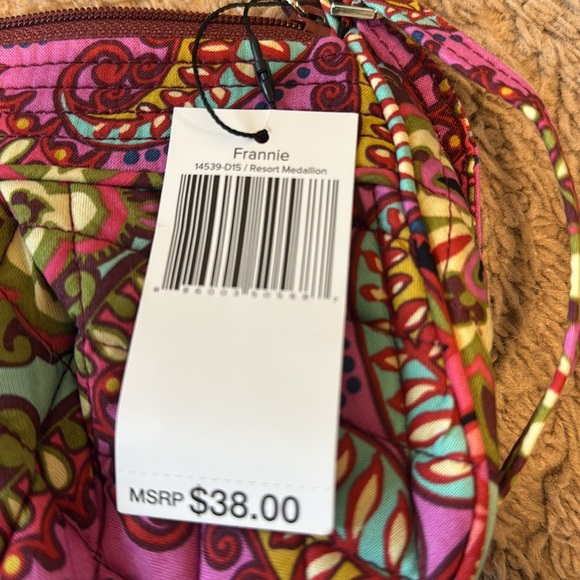 Frannie
14539-D15 / Resort Medallion
MSRP $38.00